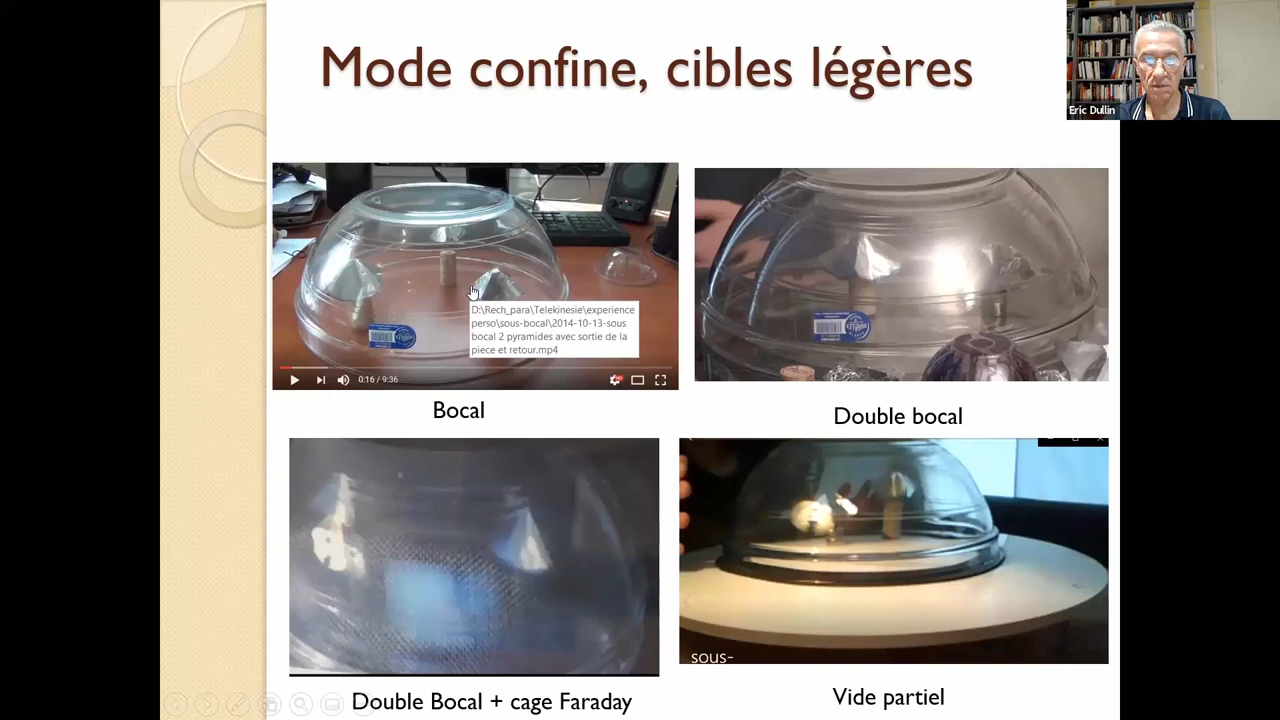 Mode confine, cibles légères
Eric Dullin
D:\Rech_para\Telekinesie\experience
perso\sous-bocal\2014-10-13-sous
bocal 2 pyramides avec sortie de la
piece et retour.mp4
0:16 / 9:36
Bocal
Double bocal
sous-
Double Bocal + cage Faraday
Vide partiel